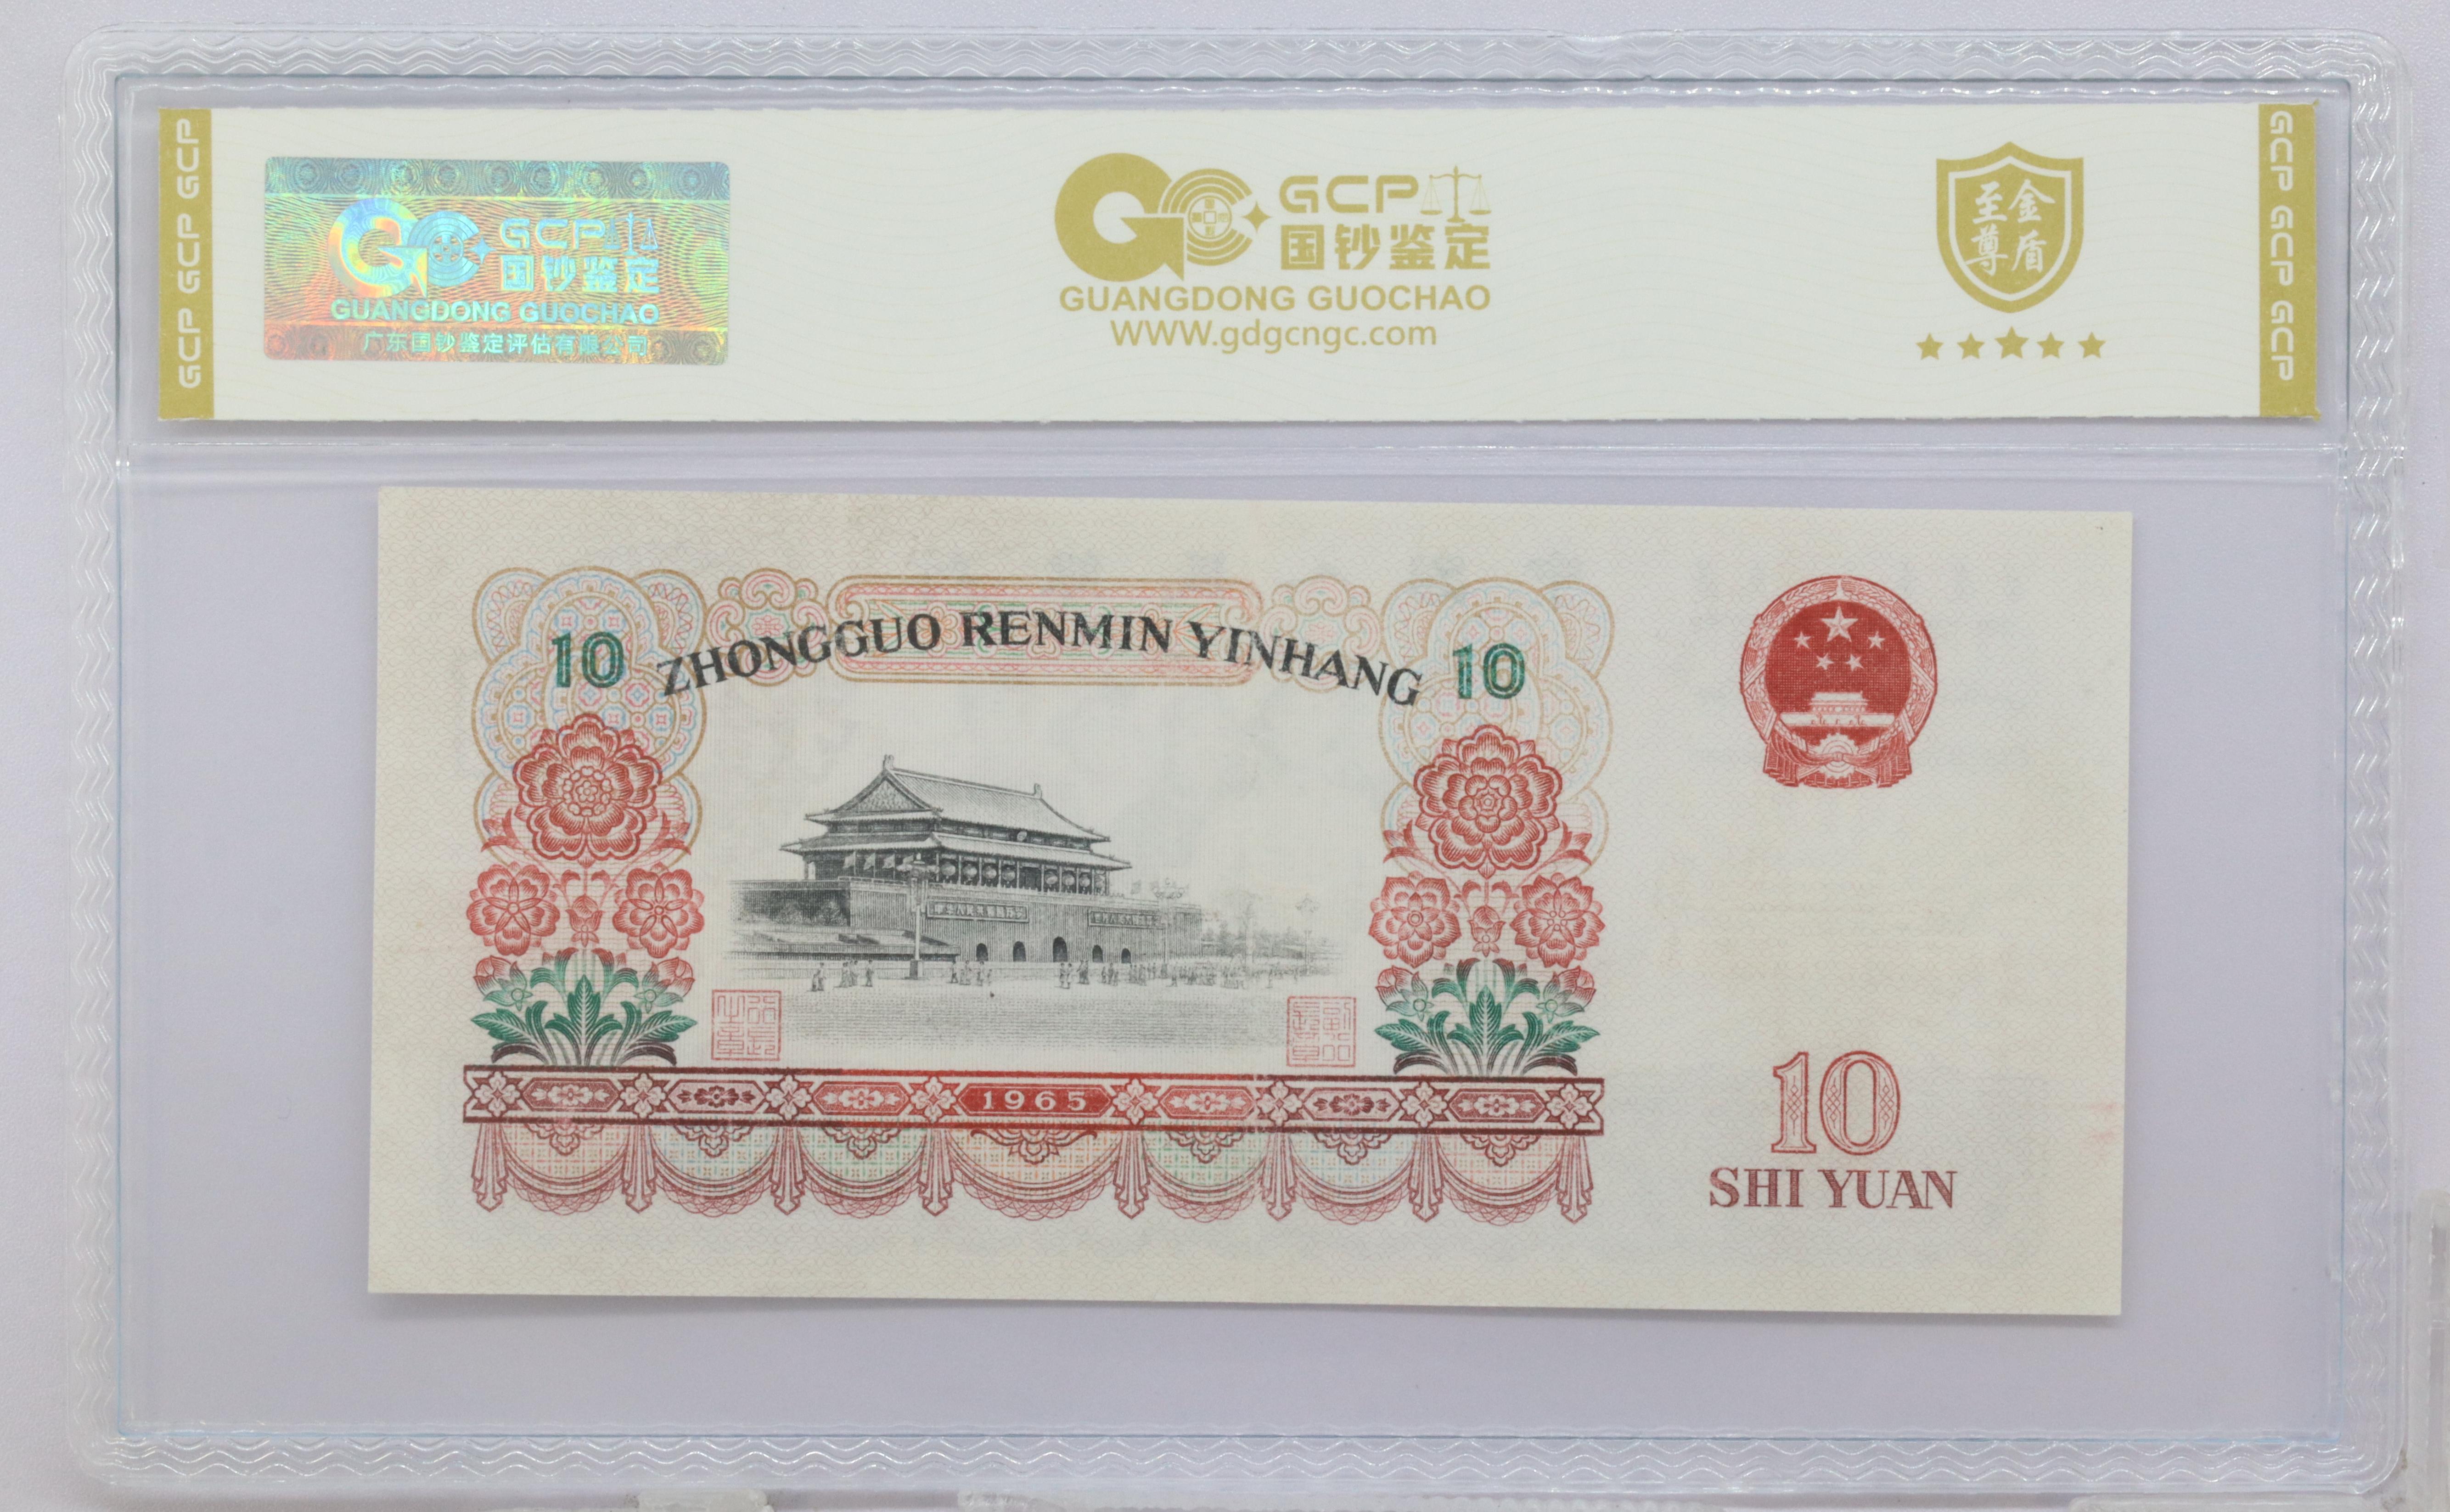 GCP GCP GCP
GCP
国钞鉴定
GUANGDONG GUOCHAO
广东国钞鉴定评估有限公司
GCP
国钞鉴定
GUANGDONG GUOCHAO
WWW.gdgcngc.com
金盾
至尊
GCP GCP GCP
10 ZHONGGUO RENMIN YINHANG 10
1965
10
SHI YUAN